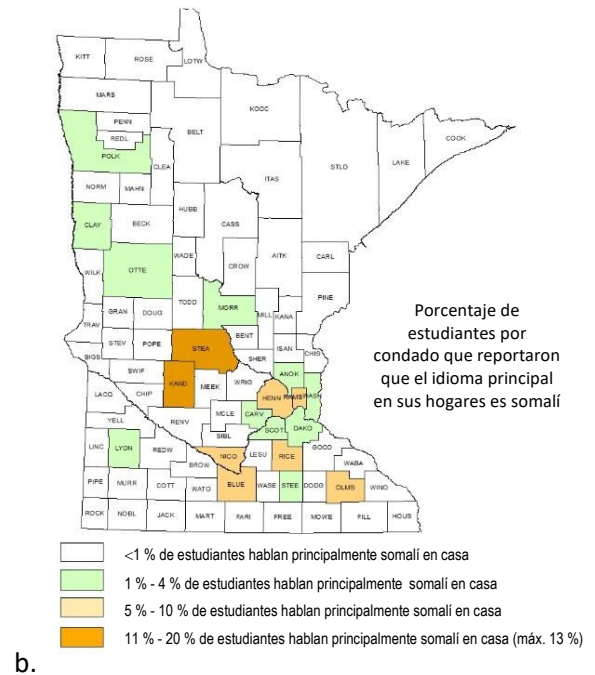 KITT ROSE LOTW
MARS
KOOC
PENN
REDL
BELT
COOK
POLK
CLEA
STLO
LAKE
ITAS
NORM MAHN
HUBB
CASS
CLAY
BECK
WADE
CROW
AITK
CARL
OTTE
WILK
PINE
TODD
MORR
MILL
KANA
GRAN DOUG
TRAV
BENT
STEV POPE
STEA
ISAN
CHIS
BIGS
SHER
ANOK
SWIF
KAND
MEEK
WRIG
HENN
RAMS
WASH
LACQ
CHIP
MCLE
CARV
SCOT
DAKO
YELL
RENV
SIBL
LINC
LYON
REDW
NICO
LESU
RICE
GOOD
WABA
BROW
PIPE
MURR
COTT
WATO
BLUE
WASE
STEE
DODG
OLMS
WINO
ROCK
NOBL
JACK
MART
FARI
FREE
MOWE
FILL
HOUS
Porcentaje de
estudiantes por
condado que reportaron
que el idioma principal
en sus hogares es somalí
<1 % de estudiantes hablan principalmente somalí en casa
1 % - 4 % de estudiantes hablan principalmente somalí en casa
5 % - 10 % de estudiantes hablan principalmente somalí en casa
11 % - 20 % de estudiantes hablan principalmente somalí en casa (máx. 13 %)
b.